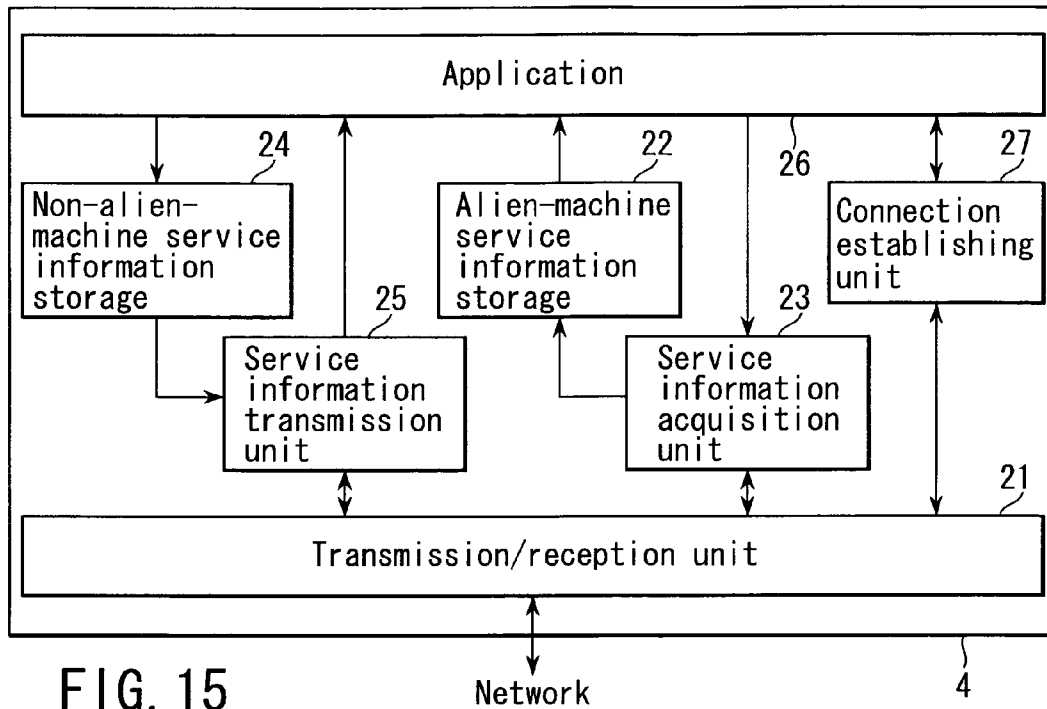 Application
24
22
26
27
Non-alien-
machine service
information
storage
Alien-machine
service
information
storage
Connection
establishing
unit
25
23
Service
information
transmission
unit
Service
information
acquisition
unit
21
Transmission/reception unit
FIG. 15
Network
4